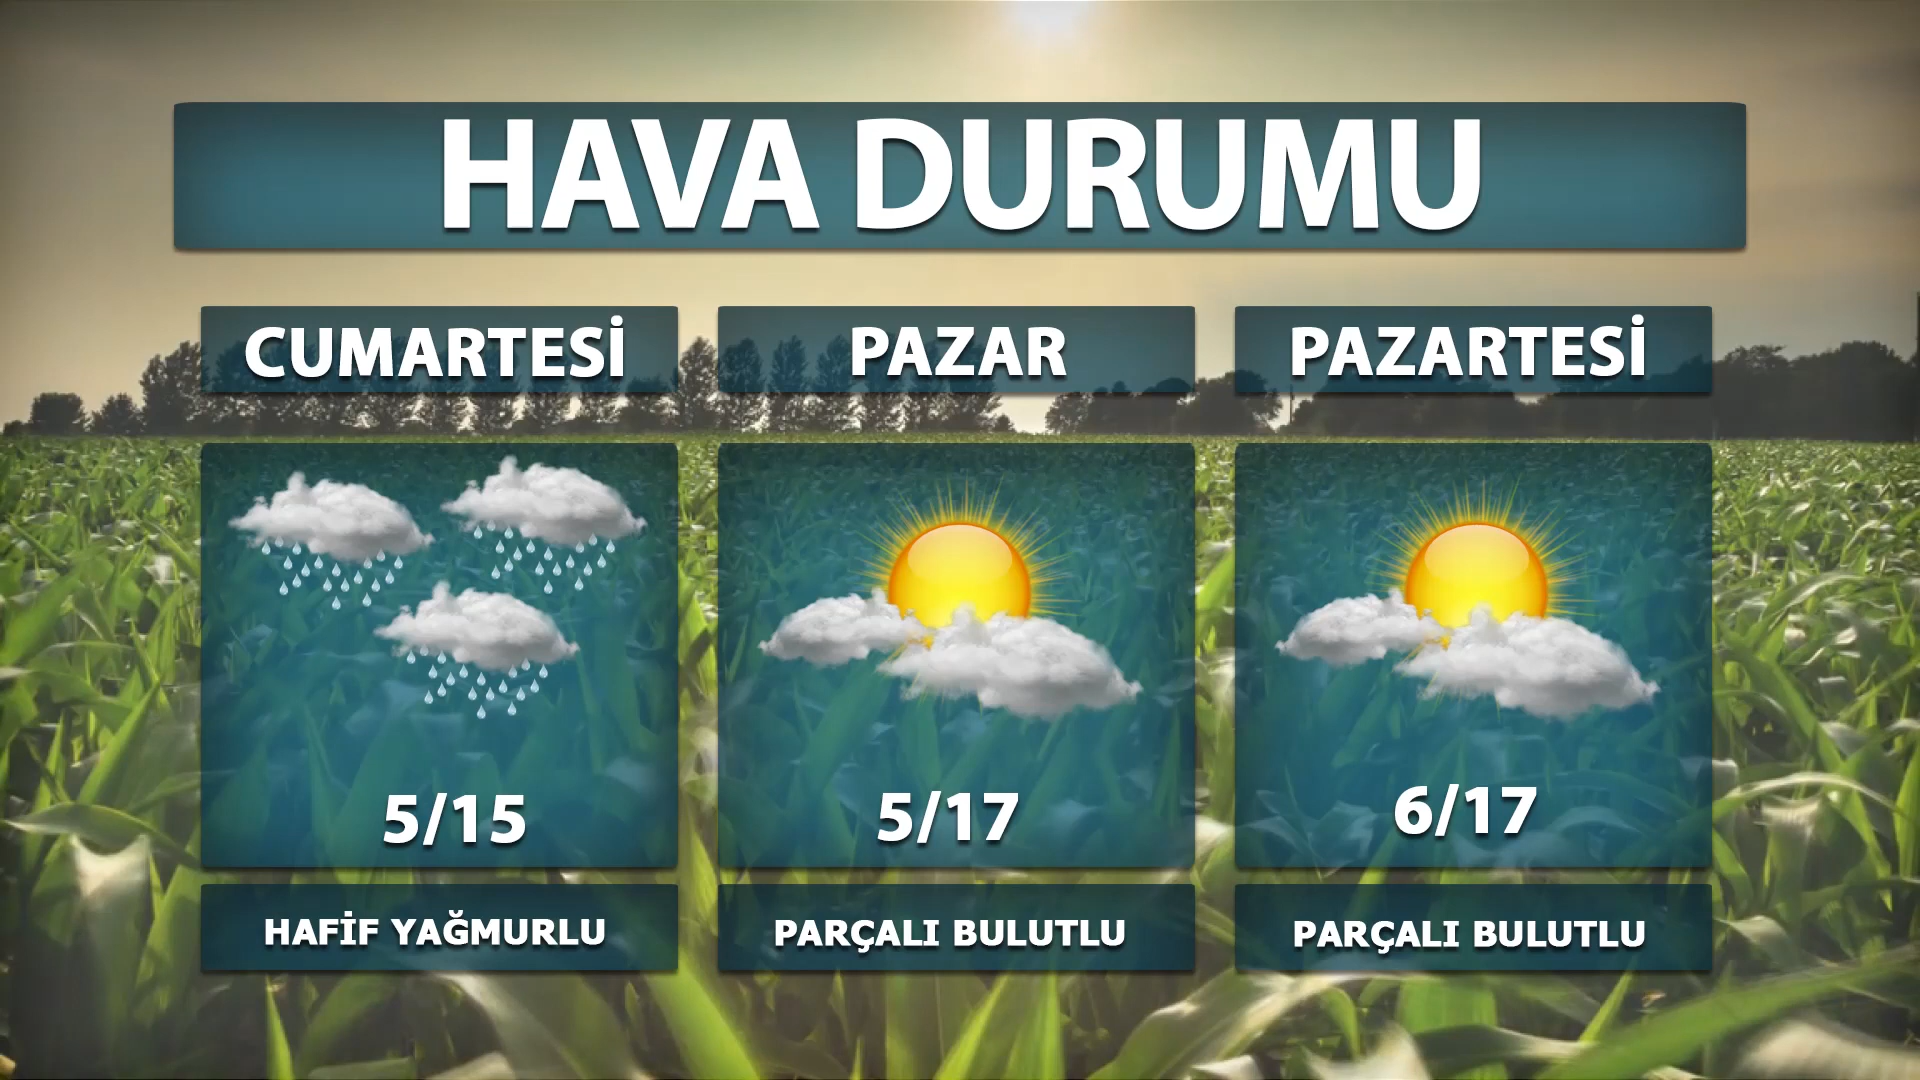 HAVA DURUMU
CUMARTESİ
PAZAR
PAZARTESİ
5/15
5/17
6/17
HAFİF YAĞMURLU
PARÇALI BULUTLU
PARÇALI BULUTLU